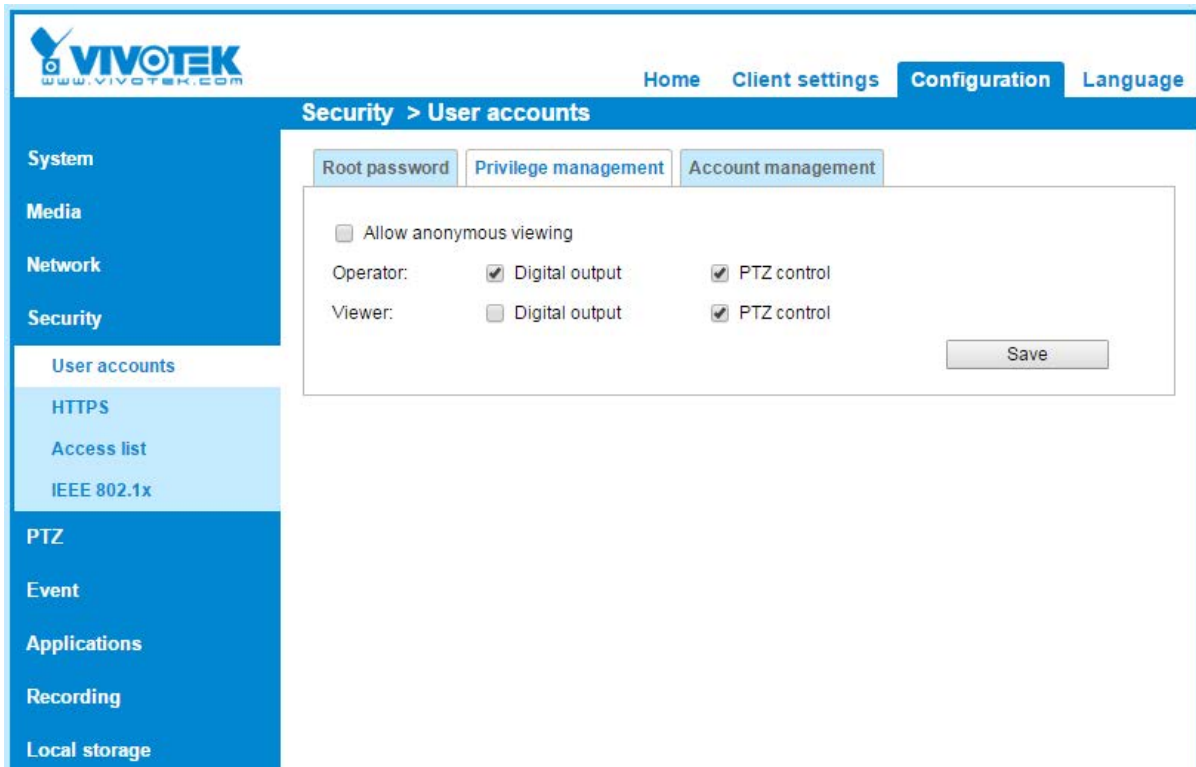 VIVOTEK
www.vivotek.com
Home Client settings Configuration Language
Security > User accounts
System
Media
Network
Security
User accounts
HTTPS
Access list
IEEE 802.1x
PTZ
Event
Applications
Recording
Local storage
Root password Privilege management Account management
Allow anonymous viewing
Operator: Digital output PTZ control
Viewer: Digital output PTZ control
Save